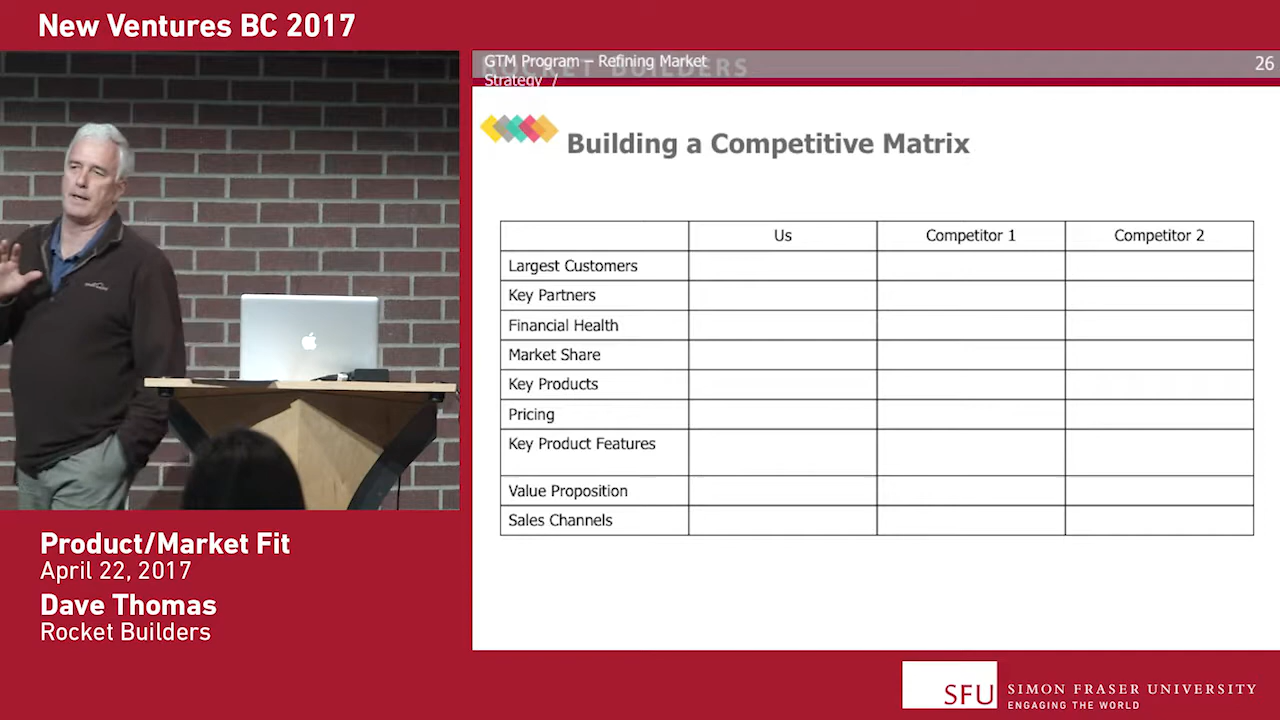 New Ventures BC 2017
GTM Program – Refining Market
Strategy /
ROCKET BUILDERS
26
Building a Competitive Matrix
Us Competitor 1 Competitor 2
Largest Customers
Key Partners
Financial Health
Market Share
Key Products
Pricing
Key Product Features
Value Proposition
Sales Channels
Product/Market Fit
April 22, 2017
Dave Thomas
Rocket Builders
SFU
SIMON FRASER UNIVERSITY
ENGAGING THE WORLD